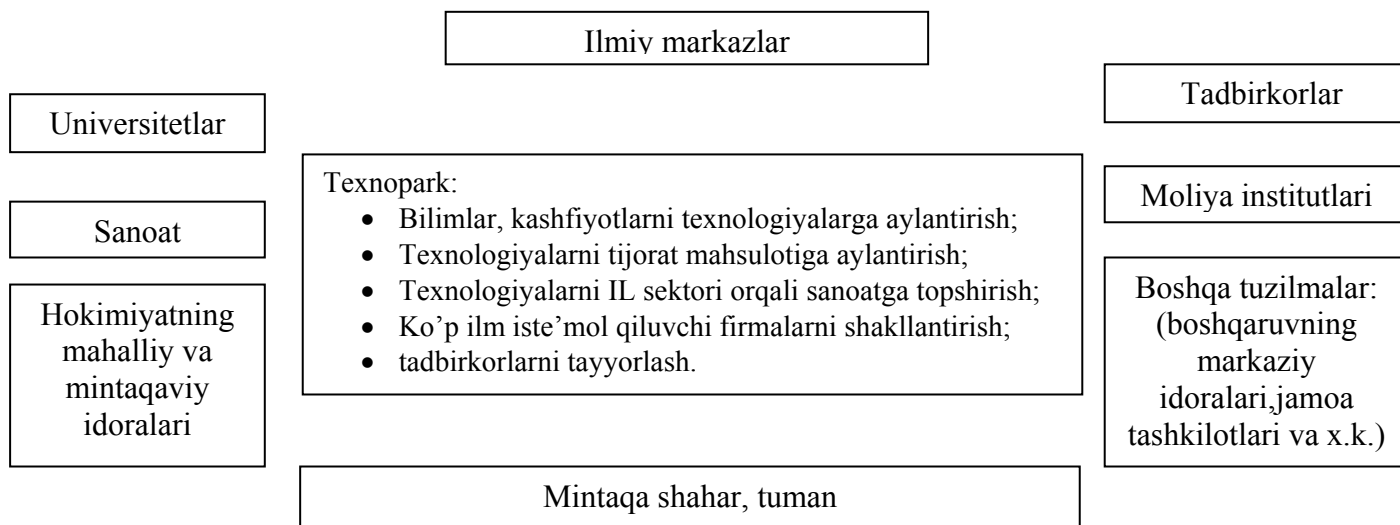 Ilmiy markazlar
Tadbirkorlar
Universitetlar
Texnopark:
• Bilimlar, kashfiyotlarni texnologiyalarga aylantirish;
• Texnologiyalarni tijorat mahsulotiga aylantirish;
• Texnologiyalarni IL sektori orqali sanoatga topshirish;
• Ko’p ilm iste’mol qiluvchi firmalarni shakllantirish;
• tadbirkorlarni tayyorlash.
Moliya institutlari
Sanoat
Hokimiyatning
mahalliy va
mintaqaviy
idoralari
Boshqa tuzilmalar:
(boshqaruvning
markaziy
idoralari,jamoa
tashkilotlari va x.k.)
Mintaqa shahar, tuman